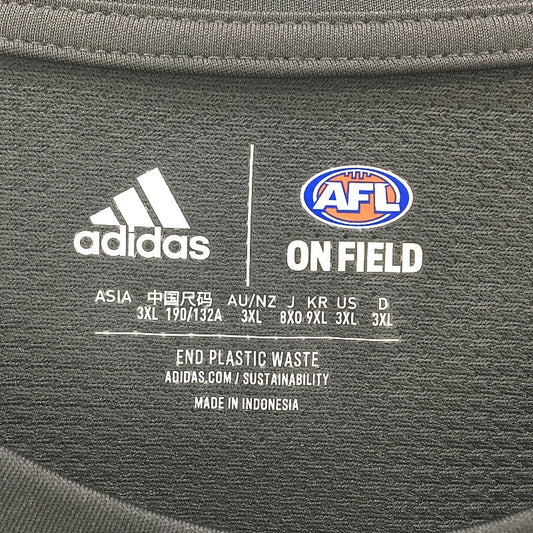 adidas
AFL
ON FIELD
ASIA 中国尺码 AU/NZ J KR US D
3XL 190/132A 3XL 8XO 9XL 3XL 3XL
END PLASTIC WASTE
ADIDAS.COM / SUSTAINABILITY
MADE IN INDONESIA